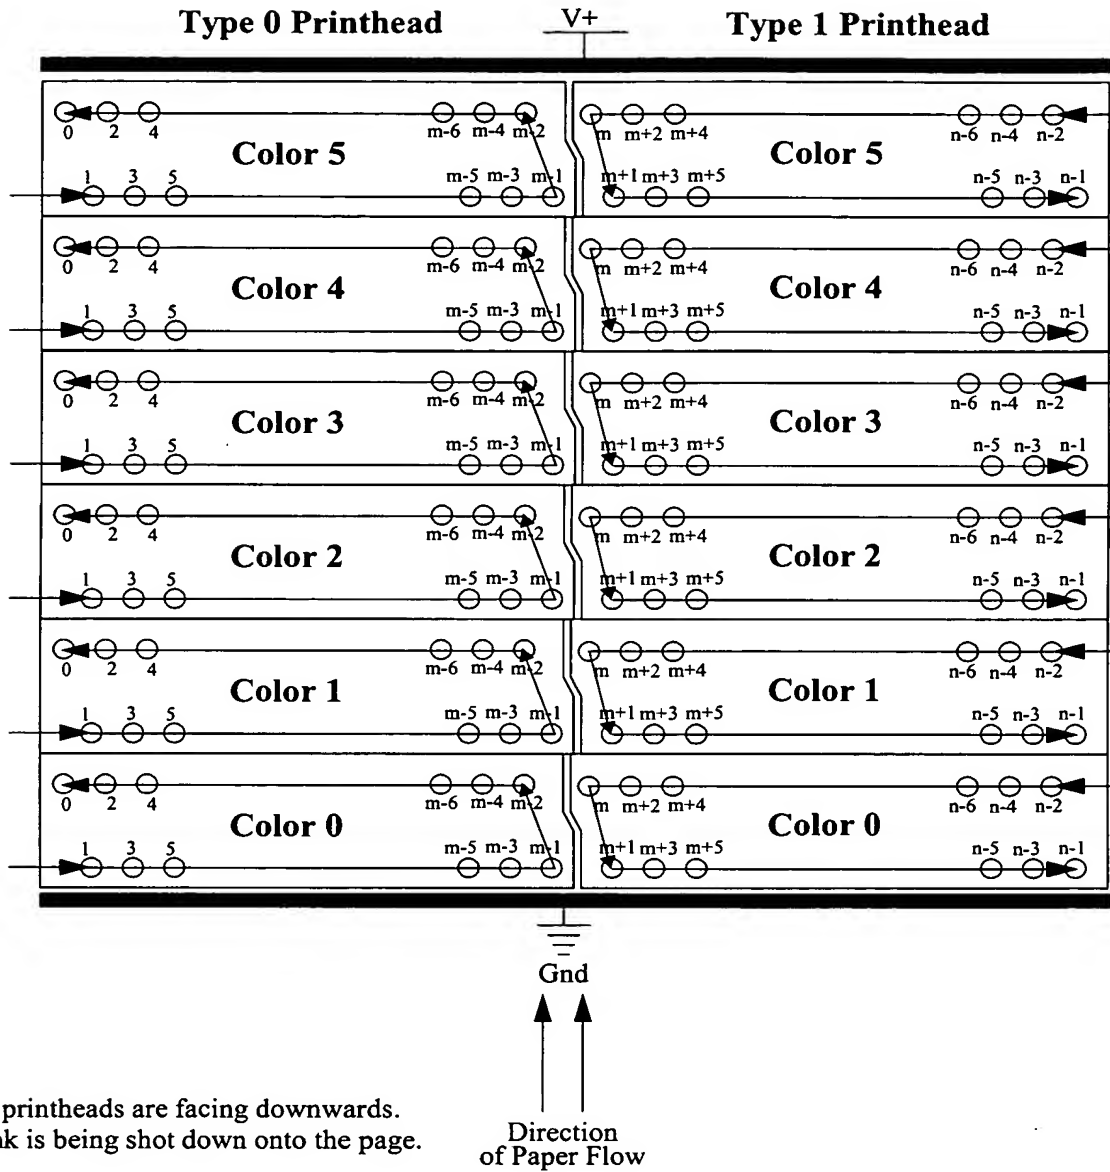 Type 0 Printhead V+ Type 1 Printhead
0 2 4 m-6 m-4 m-2 m m+2 m+4 n-6 n-4 n-2
Color 5 Color 5
1 3 5 m-5 m-3 m-1 m+1 m+3 m+5 n-5 n-3 n-1
0 2 4 m-6 m-4 m-2 m m+2 m+4 n-6 n-4 n-2
Color 4 Color 4
1 3 5 m-5 m-3 m-1 m+1 m+3 m+5 n-5 n-3 n-1
0 2 4 m-6 m-4 m-2 m m+2 m+4 n-6 n-4 n-2
Color 3 Color 3
1 3 5 m-5 m-3 m-1 m+1 m+3 m+5 n-5 n-3 n-1
0 2 4 m-6 m-4 m-2 m m+2 m+4 n-6 n-4 n-2
Color 2 Color 2
1 3 5 m-5 m-3 m-1 m+1 m+3 m+5 n-5 n-3 n-1
0 2 4 m-6 m-4 m-2 m m+2 m+4 n-6 n-4 n-2
Color 1 Color 1
1 3 5 m-5 m-3 m-1 m+1 m+3 m+5 n-5 n-3 n-1
0 2 4 m-6 m-4 m-2 m m+2 m+4 n-6 n-4 n-2
Color 0 Color 0
1 3 5 m-5 m-3 m-1 m+1 m+3 m+5 n-5 n-3 n-1
Gnd
printheads are facing downwards.
nk is being shot down onto the page.
Direction
of Paper Flow